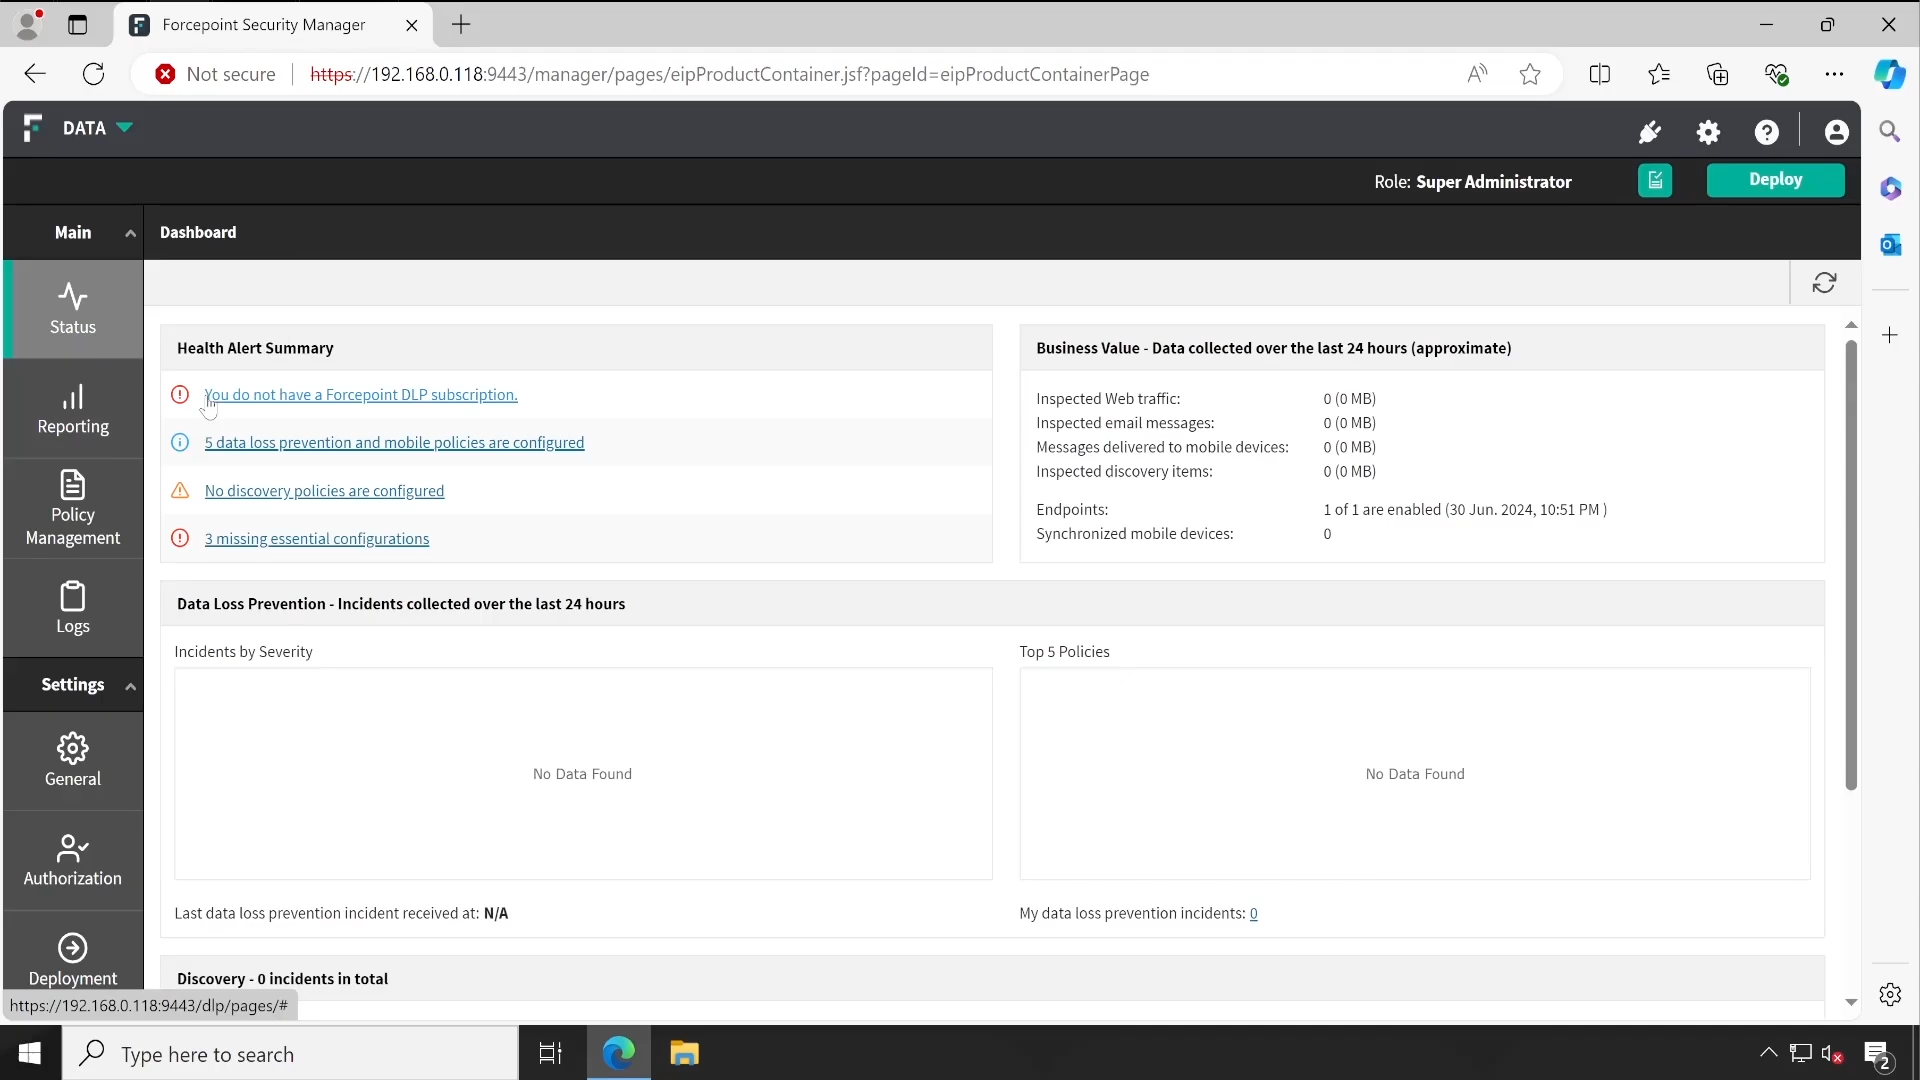 Forcepoint Security Manager
Not secure
https://192.168.0.118:9443/manager/pages/eipProductContainer.jsf?pageId=eipProductContainerPage
DATA
Role: Super Administrator
Deploy
Main
Dashboard
Status
Reporting
Policy
Management
Logs
Settings
General
Authorization
Deployment
Health Alert Summary
You do not have a Forcepoint DLP subscription.
5 data loss prevention and mobile policies are configured
No discovery policies are configured
3 missing essential configurations
Business Value - Data collected over the last 24 hours (approximate)
Inspected Web traffic: 0 (0 MB)
Inspected email messages: 0 (0 MB)
Messages delivered to mobile devices: 0 (0 MB)
Inspected discovery items: 0 (0 MB)
Endpoints: 1 of 1 are enabled (30 Jun. 2024, 10:51 PM )
Synchronized mobile devices: 0
Data Loss Prevention - Incidents collected over the last 24 hours
Incidents by Severity
No Data Found
Last data loss prevention incident received at: N/A
Top 5 Policies
No Data Found
My data loss prevention incidents: 0
Discovery - 0 incidents in total
https://192.168.0.118:9443/dlp/pages/#
Type here to search
2